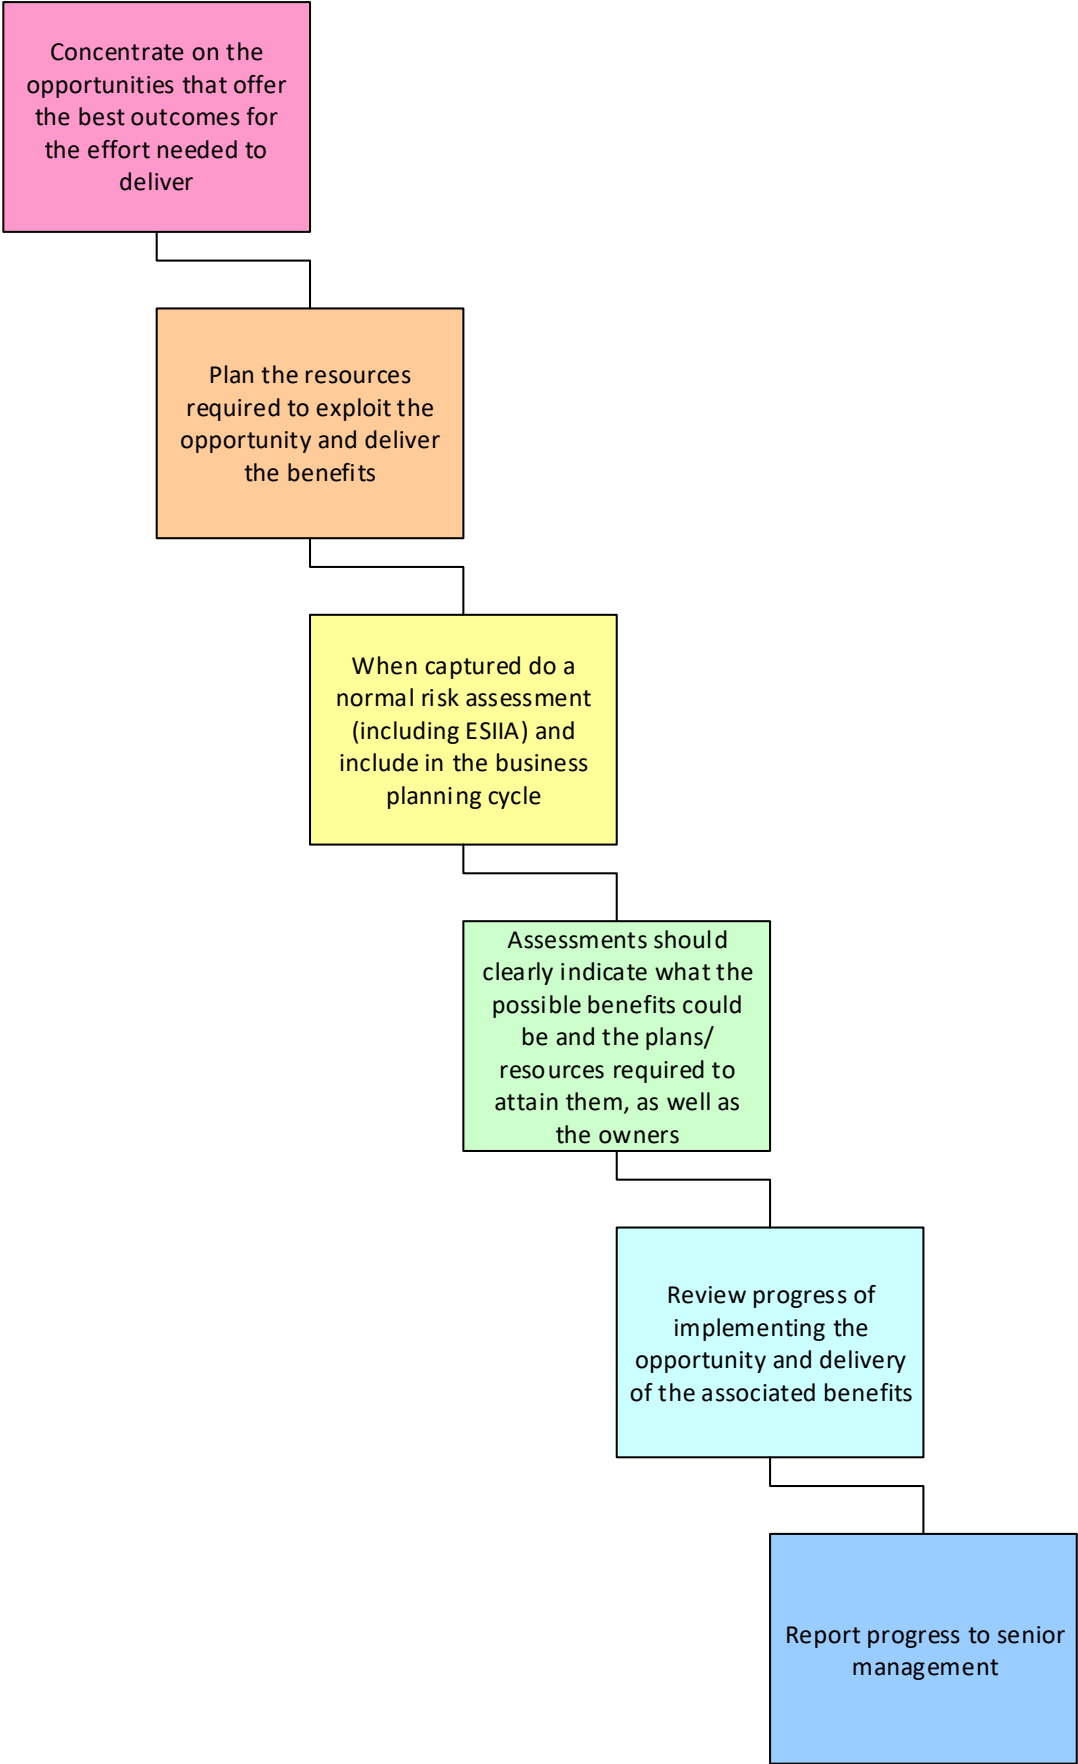 Concentrate on the
opportunities that offer
the best outcomes for
the effort needed to
deliver
Plan the resources
required to exploit the
opportunity and deliver
the benefits
When captured do a
normal risk assessment
(including ESIIA) and
include in the business
planning cycle
Assessments should
clearly indicate what the
possible benefits could
be and the plans/
resources required to
attain them, as well as
the owners
Review progress of
implementing the
opportunity and delivery
of the associated benefits
Report progress to senior
management